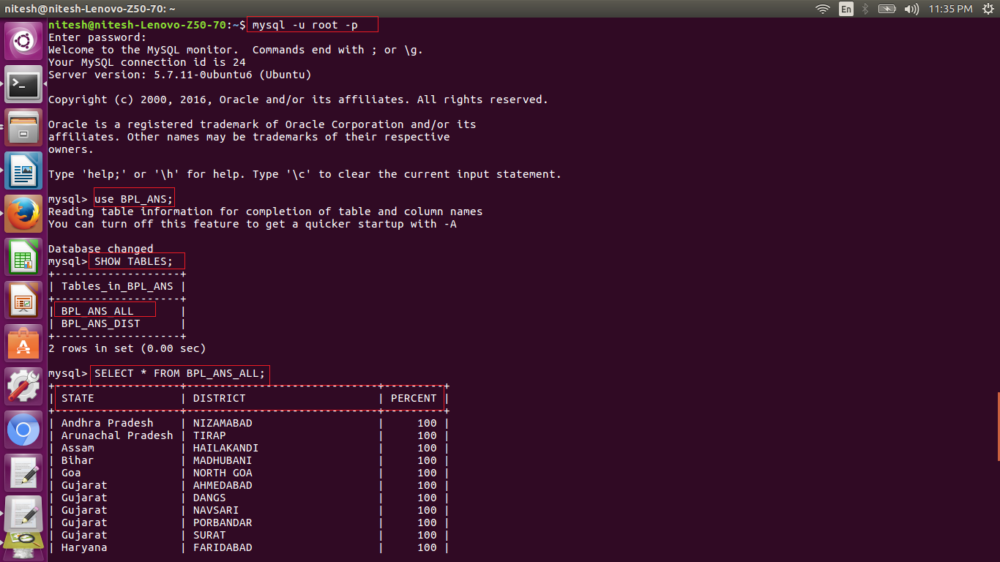 nitesh@nitesh-Lenovo-Z50-70: ~
En
11:35 PM
nitesh@nitesh-Lenovo-Z50-70:~$ mysql -u root -p
Enter password:
Welcome to the MySQL monitor.  Commands end with ; or \g.
Your MySQL connection id is 24
Server version: 5.7.11-0ubuntu6 (Ubuntu)
Copyright (c) 2000, 2016, Oracle and/or its affiliates. All rights reserved.
Oracle is a registered trademark of Oracle Corporation and/or its
affiliates. Other names may be trademarks of their respective
owners.
Type 'help;' or '\h' for help. Type '\c' to clear the current input statement.
mysql> use BPL_ANS;
Reading table information for completion of table and column names
You can turn off this feature to get a quicker startup with -A
Database changed
mysql> SHOW TABLES;
+-------------------+
| Tables_in_BPL_ANS |
+-------------------+
| BPL_ANS_ALL       |
| BPL_ANS_DIST      |
+-------------------+
2 rows in set (0.00 sec)
mysql> SELECT * FROM BPL_ANS_ALL;
+-------------------+-----------------------------+---------+
| STATE             | DISTRICT                    | PERCENT |
+-------------------+-----------------------------+---------+
| Andhra Pradesh    | NIZAMABAD                   |     100 |
| Arunachal Pradesh | TIRAP                       |     100 |
| Assam             | HAILAKANDI                  |     100 |
| Bihar             | MADHUBANI                   |     100 |
| Goa               | NORTH GOA                   |     100 |
| Gujarat           | AHMEDABAD                   |     100 |
| Gujarat           | DANGS                       |     100 |
| Gujarat           | NAVSARI                     |     100 |
| Gujarat           | PORBANDAR                   |     100 |
| Gujarat           | SURAT                       |     100 |
| Haryana           | FARIDABAD                   |     100 |